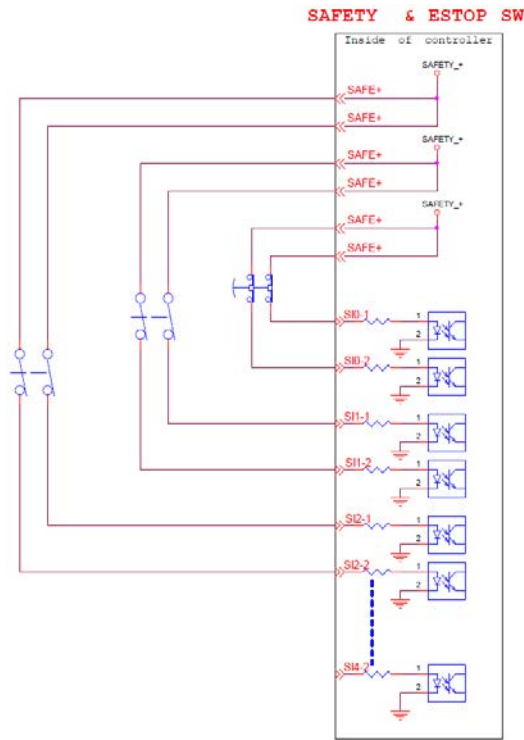 SAFETY & ESTOP SW
Inside of controller
SAFETY_+
SAFE+
SAFE+
SAFETY_+
SAFE+
SAFE+
SAFETY_+
SAFE+
SAFE+
SI0-1
1
2
SI0-2
1
2
SI1-1
1
2
SI1-2
1
2
SI2-1
1
2
SI2-2
1
2
SI4-2
1
2